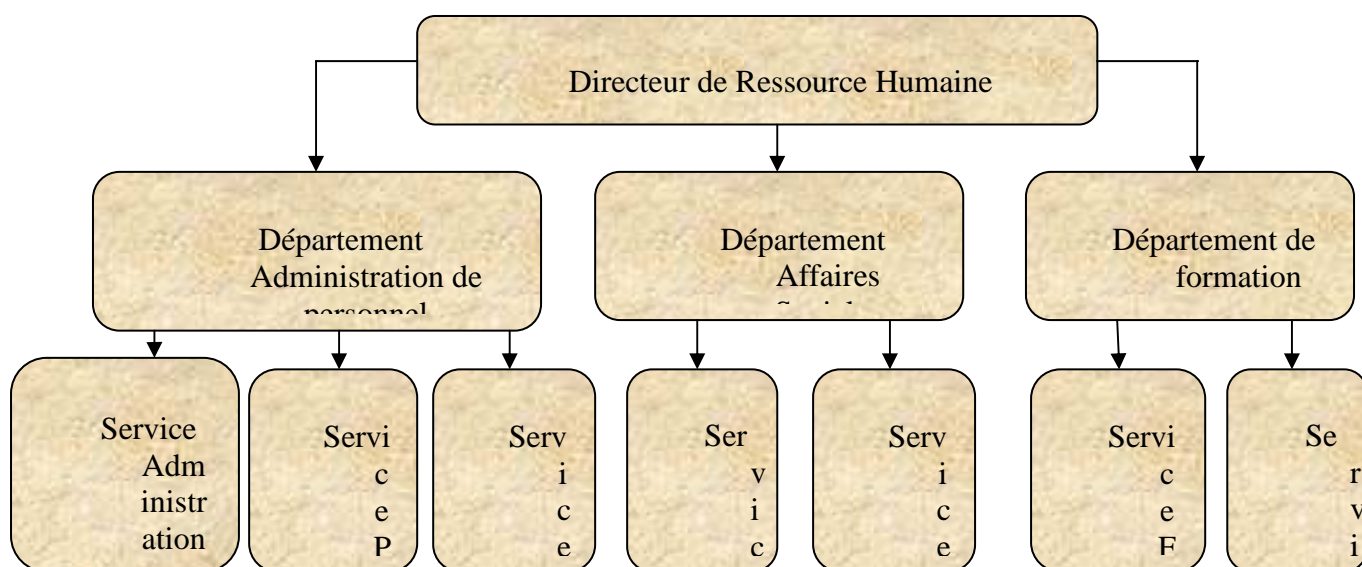 Directeur de Ressource Humaine
Département
Administration de
personnel
Département
Affaires
Département de
formation
Service
Adm
inistr
ation
Servi
c
e
P
Serv
i
c
e
Ser
v
i
c
Serv
i
c
e
Servi
c
e
F
Se
r
v
i